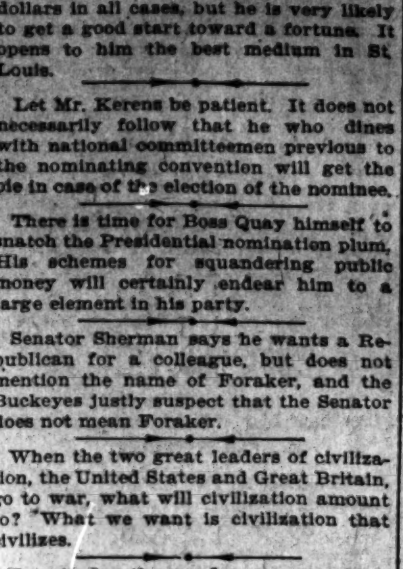 dollars in all cases, but he is very likely
to get a good start toward a fortune. It
opens to him the best medium in St.
Louis.
Let Mr. Kerens be patient. It does not
necessarily follow that he who dines
with national committeemen previous to
the nominating convention will get the
pie in case of the election of the nominee.
There is time for Boss Quay himself to
snatch the Presidential nomination plum.
His schemes for squandering public
money will certainly endear him to a
large element in his party.
Senator Sherman says he wants a Re-
publican for a colleague, but does not
mention the name of Foraker, and the
Buckeyes justly suspect that the Senator
does not mean Foraker.
When the two great leaders of civiliza-
tion, the United States and Great Britain,
go to war, what will civilization amount
to? What we want is civilization that
civilizes.